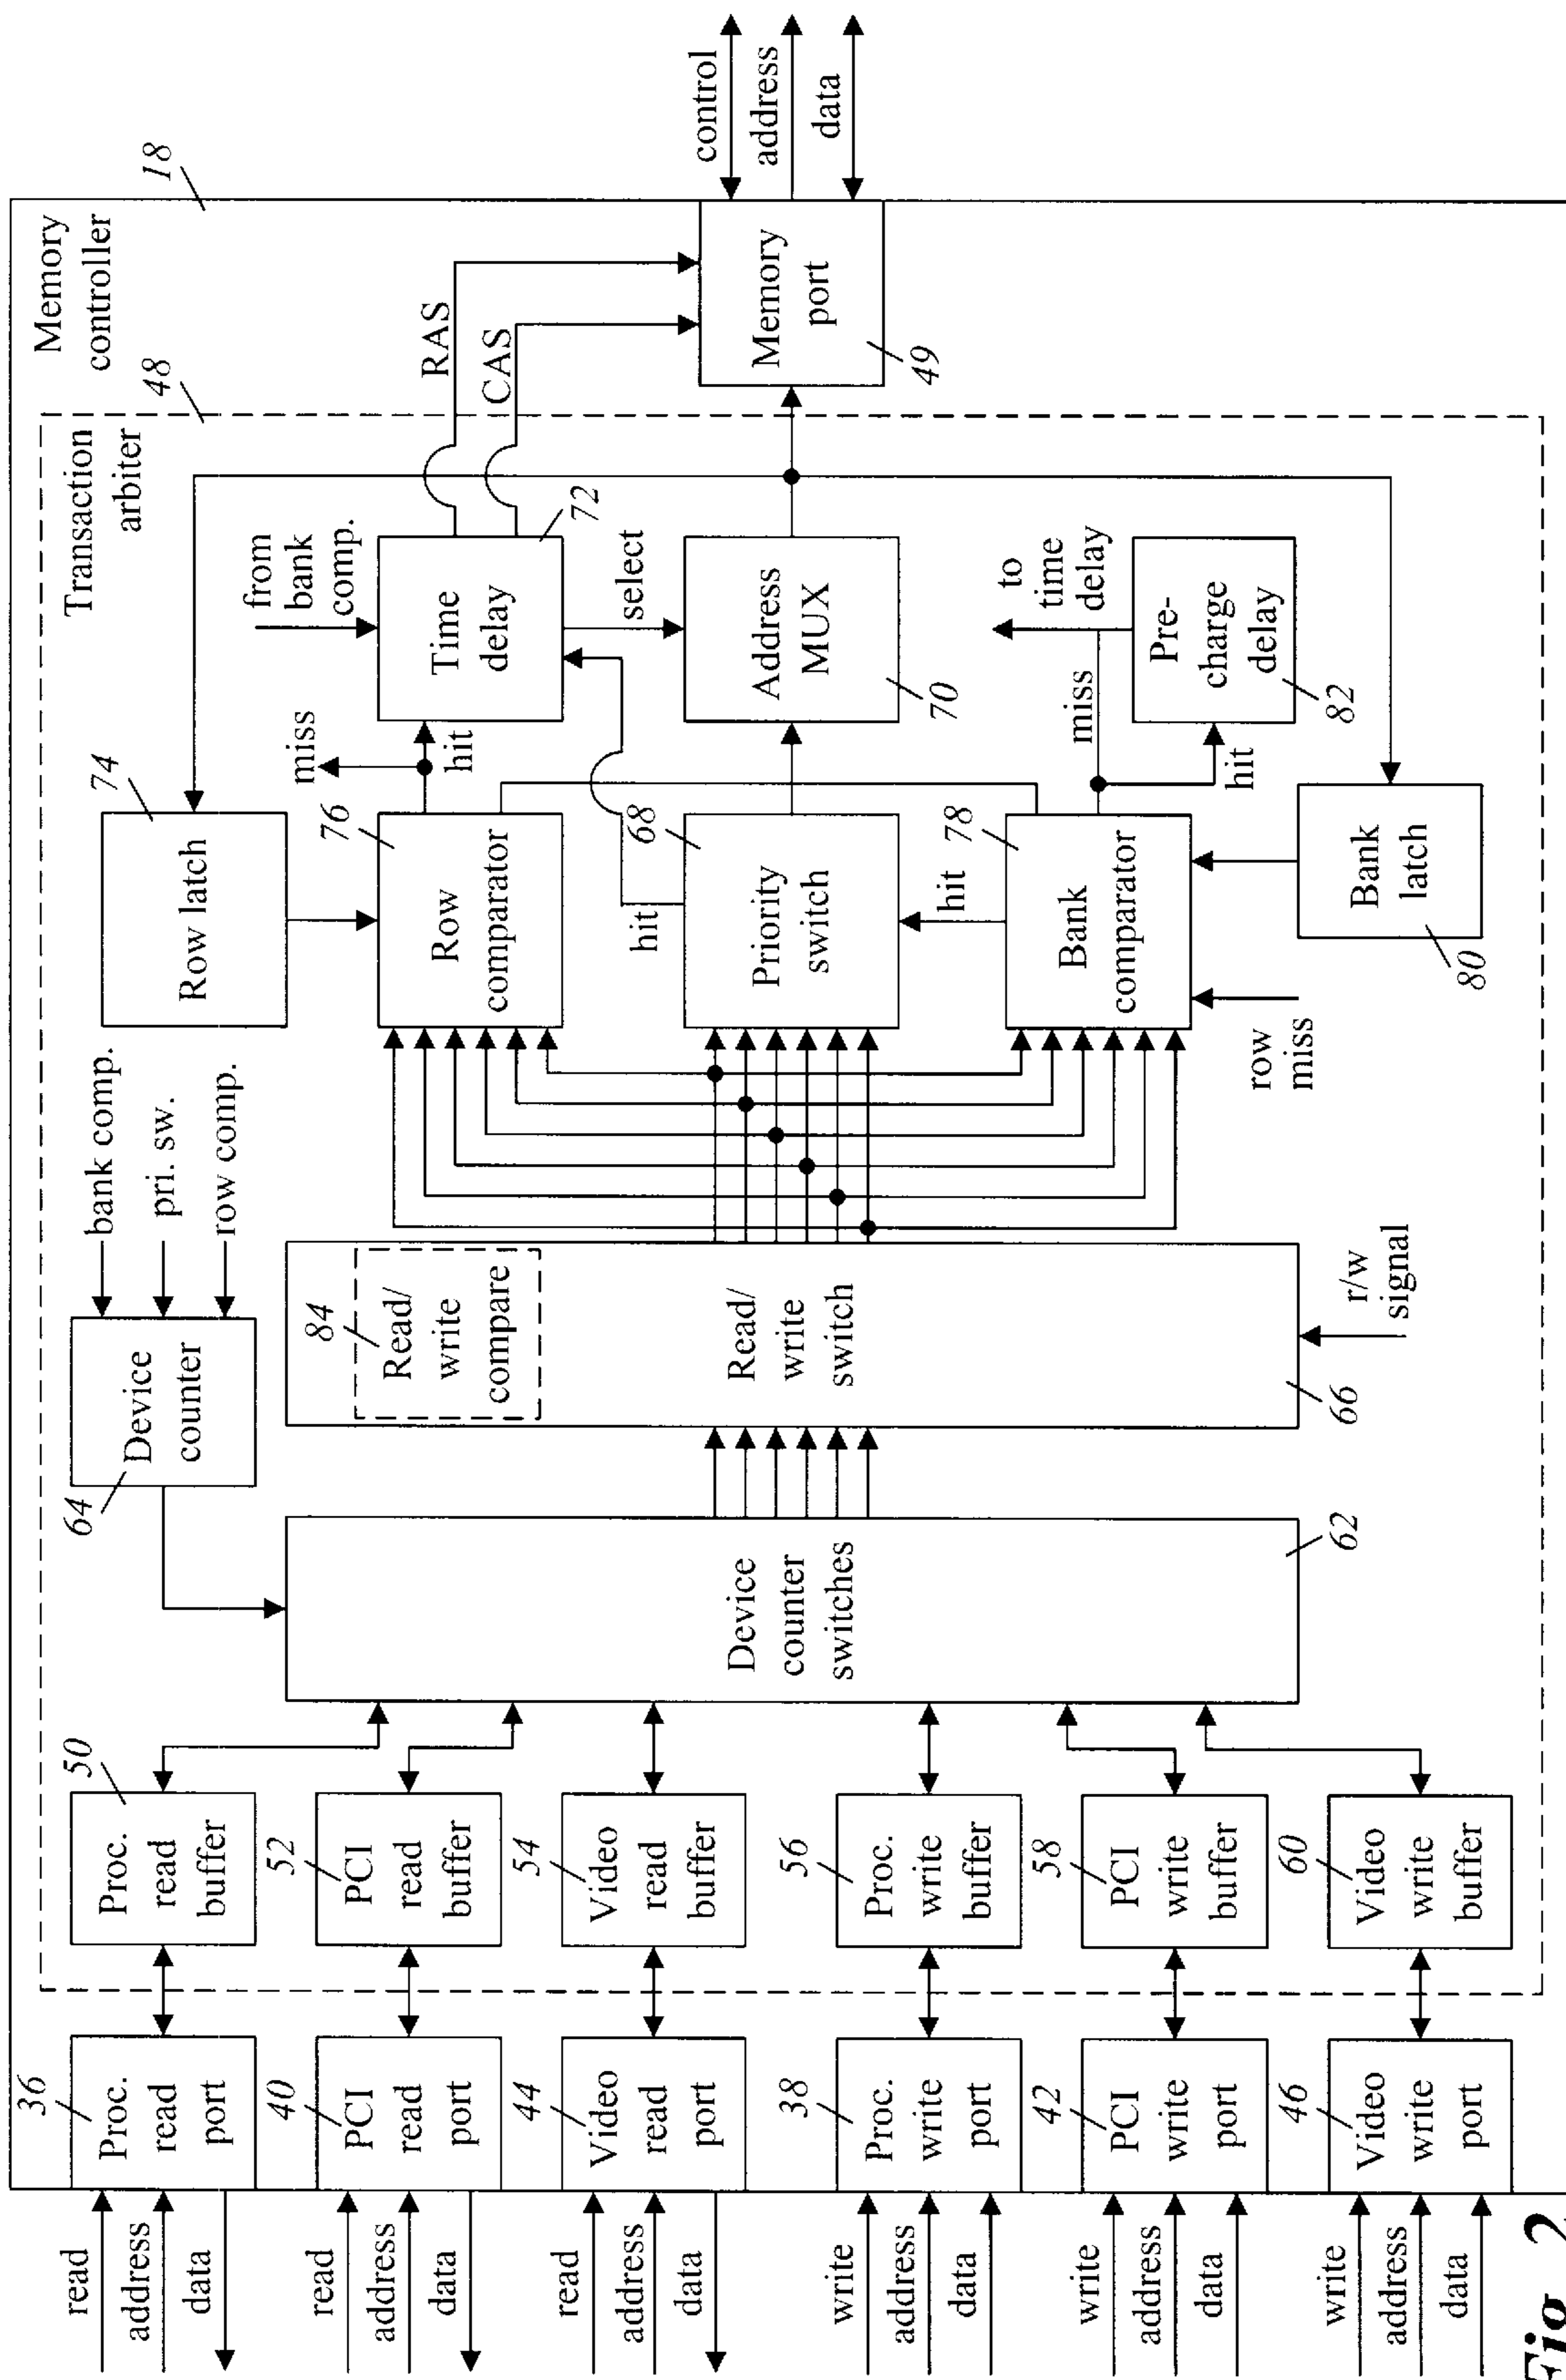 Memory
controller
18
Transaction
arbiter
48
read
address
data
36
Proc.
read
port
50
Proc.
read
buffer
read
address
data
40
PCI
read
port
52
PCI
read
buffer
read
address
data
44
Video
read
port
54
Video
read
buffer
write
address
data
38
Proc.
write
port
56
Proc.
write
buffer
write
address
data
42
PCI
write
port
58
PCI
write
buffer
write
address
data
46
Video
write
port
60
Video
write
buffer
64
Device
counter
bank comp.
pri. sw.
row comp.
Device
counter
switches
62
84
Read/
write
compare
Read/
write
switch
66
r/w
signal
74
Row latch
76
Row
comparator
miss
hit
from
bank
comp.
Time
delay
72
RAS
CAS
select
hit
68
Priority
switch
Address
MUX
70
hit
78
Bank
comparator
row
miss
miss
hit
to
time
delay
Pre-
charge
delay
82
Bank
latch
80
Memory
port
49
control
address
data
Fig. 2